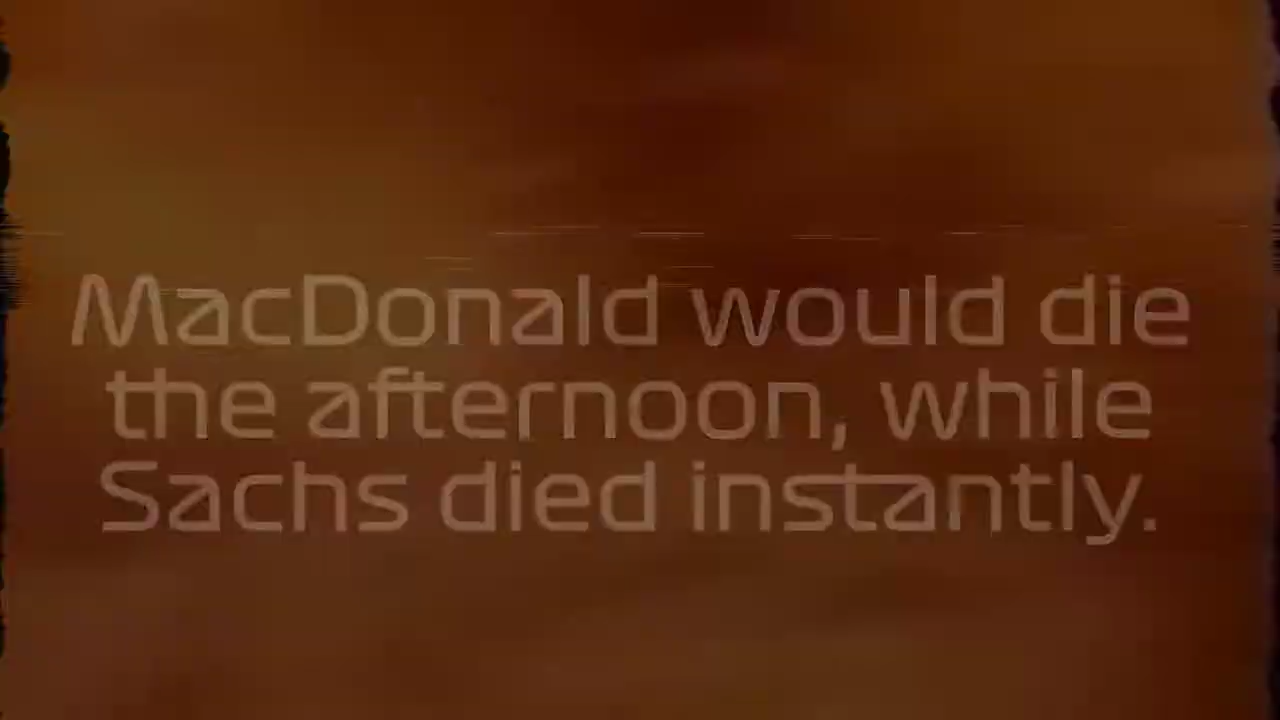 MacDonald would die
the afternoon, while
Sachs died instantly.